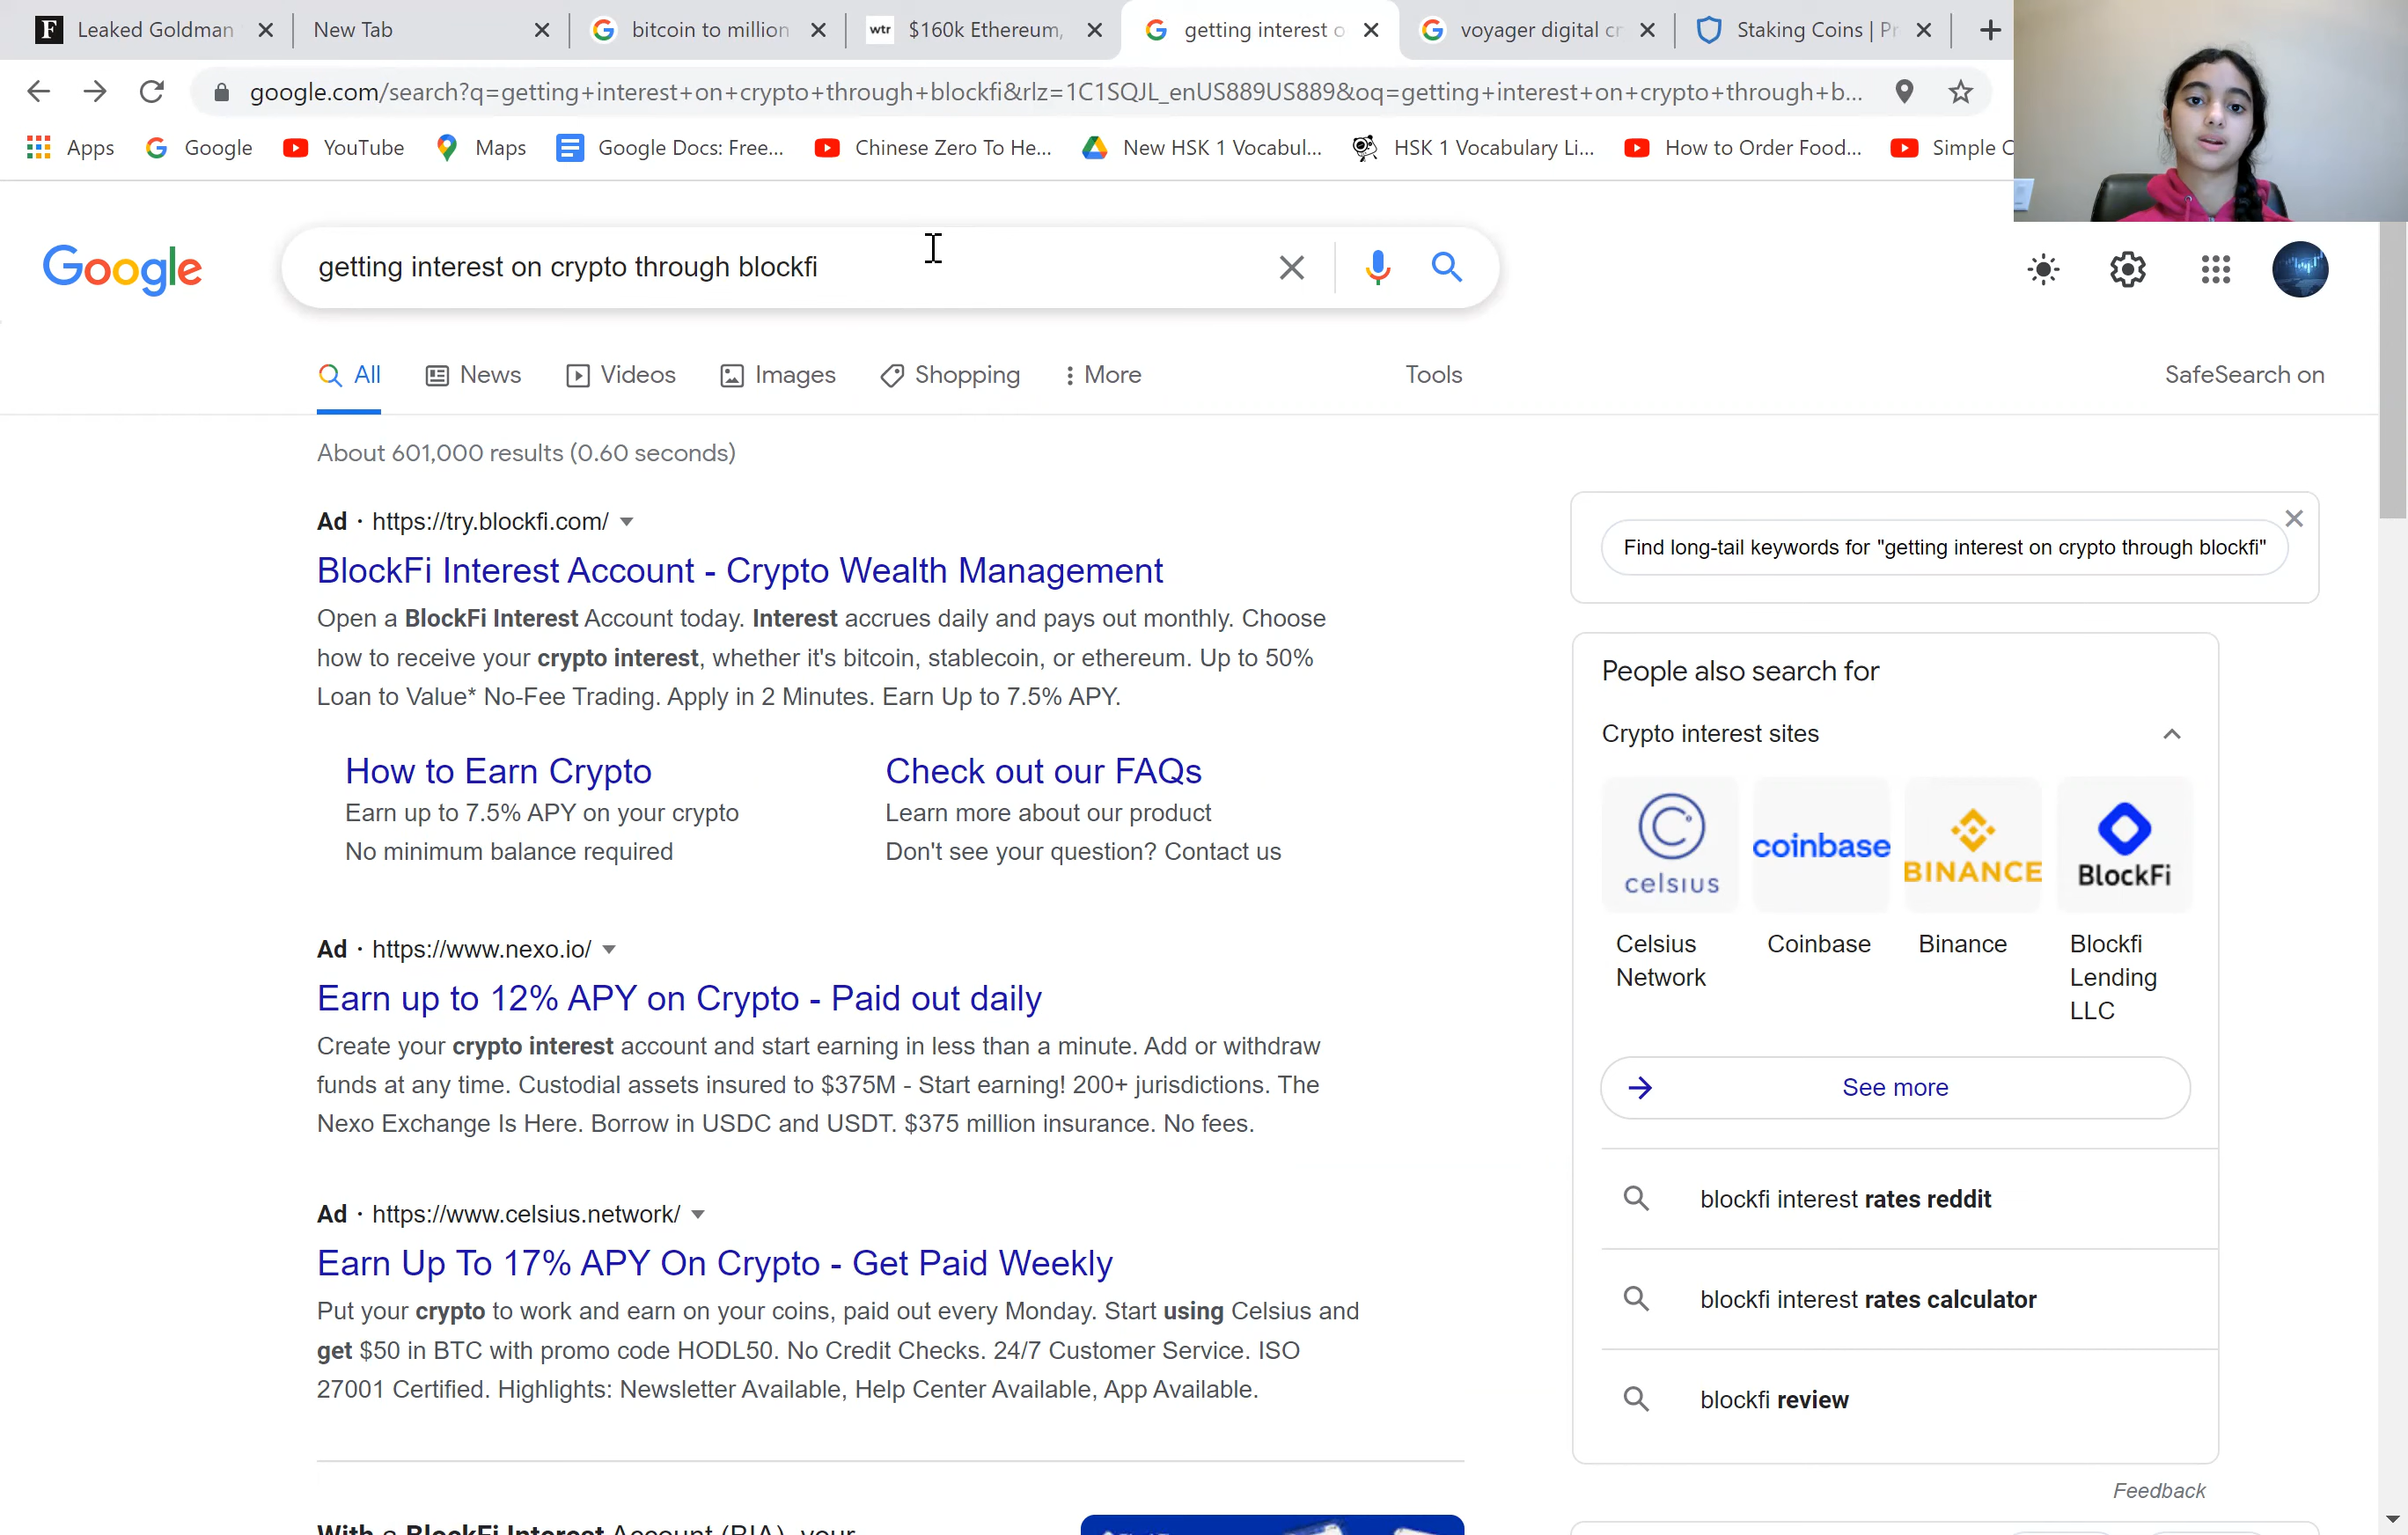 Leaked Goldman
New Tab
bitcoin to million
wtr $160k Ethereum,
getting interest o
voyager digital cr
Staking Coins | Pr
google.com/search?q=getting+interest+on+crypto+through+blockfi&rlz=1C1SQJL_enUS889US889&oq=getting+interest+on+crypto+through+b...
Apps
Google
YouTube
Maps
Google Docs: Free...
Chinese Zero To He...
New HSK 1 Vocabul...
HSK 1 Vocabulary Li...
How to Order Food...
Simple C
Google
getting interest on crypto through blockfi
All
News
Videos
Images
Shopping
More
Tools
SafeSearch on
About 601,000 results (0.60 seconds)
Ad · https://try.blockfi.com/
BlockFi Interest Account - Crypto Wealth Management
Open a BlockFi Interest Account today. Interest accrues daily and pays out monthly. Choose
how to receive your crypto interest, whether it's bitcoin, stablecoin, or ethereum. Up to 50%
Loan to Value* No-Fee Trading. Apply in 2 Minutes. Earn Up to 7.5% APY.
How to Earn Crypto
Earn up to 7.5% APY on your crypto
No minimum balance required
Check out our FAQs
Learn more about our product
Don't see your question? Contact us
Ad · https://www.nexo.io/
Earn up to 12% APY on Crypto - Paid out daily
Create your crypto interest account and start earning in less than a minute. Add or withdraw
funds at any time. Custodial assets insured to $375M - Start earning! 200+ jurisdictions. The
Nexo Exchange Is Here. Borrow in USDC and USDT. $375 million insurance. No fees.
Ad · https://www.celsius.network/
Earn Up To 17% APY On Crypto - Get Paid Weekly
Put your crypto to work and earn on your coins, paid out every Monday. Start using Celsius and
get $50 in BTC with promo code HODL50. No Credit Checks. 24/7 Customer Service. ISO
27001 Certified. Highlights: Newsletter Available, Help Center Available, App Available.
With a BlockFi Interest Account (BIA), your
Find long-tail keywords for "getting interest on crypto through blockfi"
People also search for
Crypto interest sites
celsius
coinbase
BINANCE
BlockFi
Celsius
Network
Coinbase
Binance
Blockfi
Lending
LLC
See more
blockfi interest rates reddit
blockfi interest rates calculator
blockfi review
Feedback